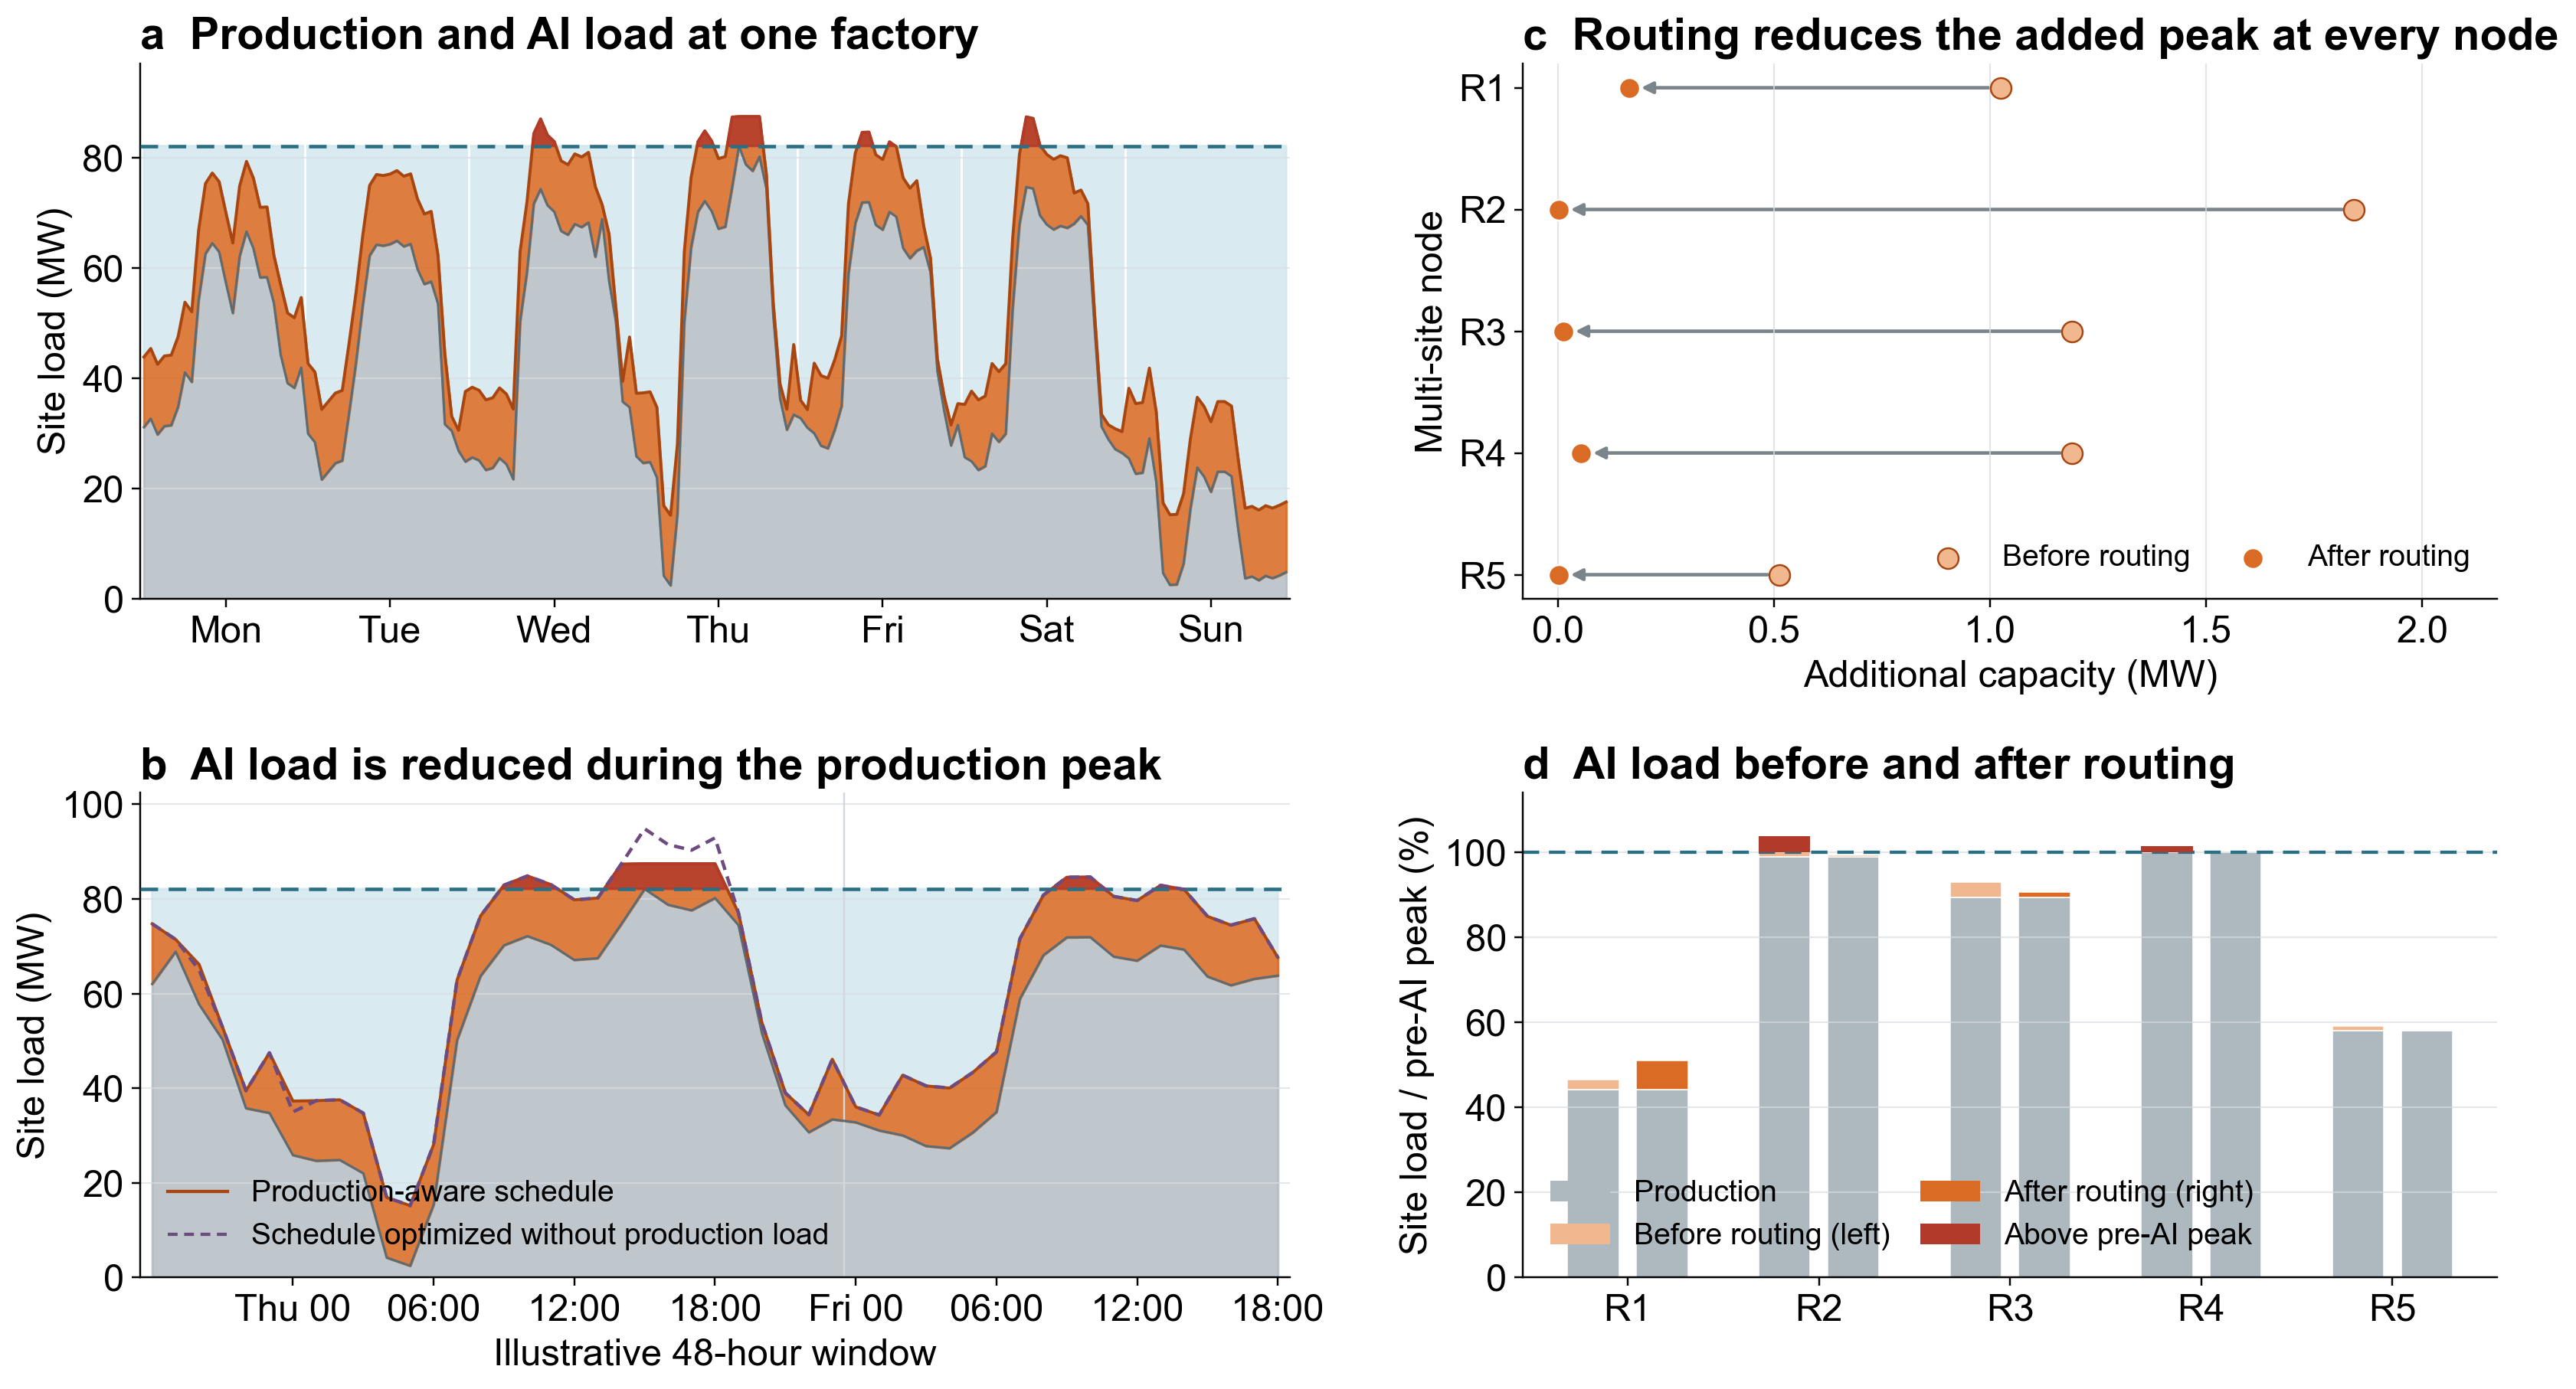 a Production and AI load at one factory
Site load (MW)
80
60
40
20
0
Mon Tue Wed Thu Fri Sat Sun
c Routing reduces the added peak at every node
Multi-site node
R1
R2
R3
R4
R5
Before routing After routing
0.0 0.5 1.0 1.5 2.0
Additional capacity (MW)
b AI load is reduced during the production peak
Site load (MW)
100
80
60
40
20
0
Production-aware schedule
Schedule optimized without production load
Thu 00 06:00 12:00 18:00 Fri 00 06:00 12:00 18:00
Illustrative 48-hour window
d AI load before and after routing
Site load / pre-AI peak (%)
100
80
60
40
20
0
Production After routing (right)
Before routing (left) Above pre-AI peak
R1 R2 R3 R4 R5